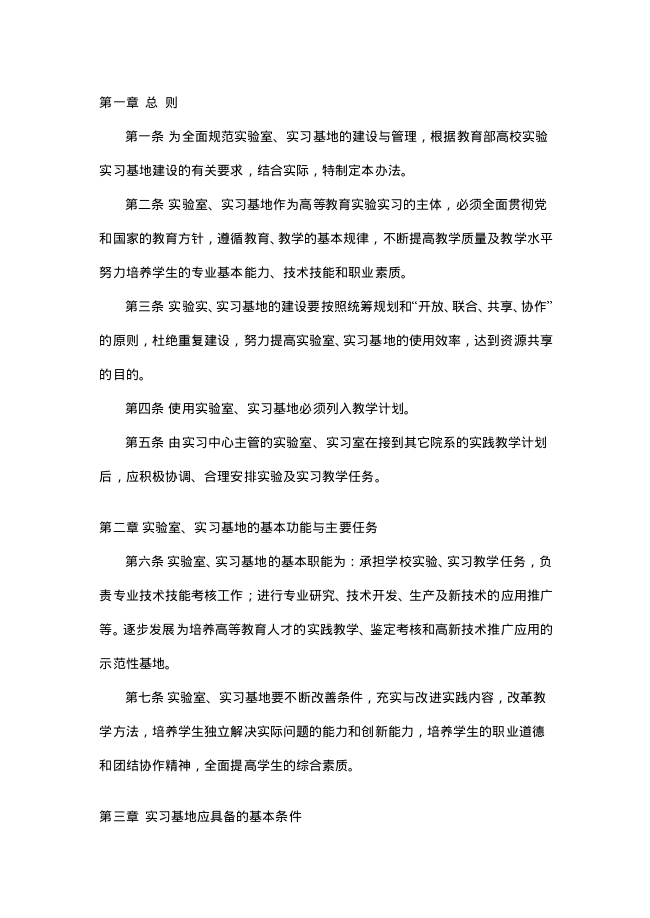 第一章 总 则
第一条 为全面规范实验室、实习基地的建设与管理，根据教育部高校实验
实习基地建设的有关要求，结合实际，特制定本办法。
第二条 实验室、实习基地作为高等教育实验实习的主体，必须全面贯彻党
和国家的教育方针，遵循教育、教学的基本规律，不断提高教学质量及教学水平
努力培养学生的专业基本能力、技术技能和职业素质。
第三条 实验实、实习基地的建设要按照统筹规划和“开放、联合、共享、协作”
的原则，杜绝重复建设，努力提高实验室、实习基地的使用效率，达到资源共享
的目的。
第四条 使用实验室、实习基地必须列入教学计划。
第五条 由实习中心主管的实验室、实习室在接到其它院系的实践教学计划
后，应积极协调、合理安排实验及实习教学任务。
第二章 实验室、实习基地的基本功能与主要任务
第六条 实验室、实习基地的基本职能为：承担学校实验、实习教学任务，负
责专业技术技能考核工作；进行专业研究、技术开发、生产及新技术的应用推广
等。逐步发展为培养高等教育人才的实践教学、鉴定考核和高新技术推广应用的
示范性基地。
第七条 实验室、实习基地要不断改善条件，充实与改进实践内容，改革教
学方法，培养学生独立解决实际问题的能力和创新能力，培养学生的职业道德
和团结协作精神，全面提高学生的综合素质。
第三章 实习基地应具备的基本条件